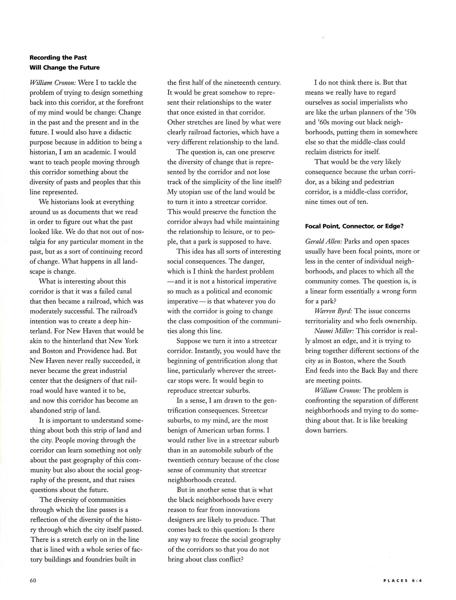 Recording the Past
Will Change the Future
William Cronon: Were I to tackle the
problem of trying to design something
back into this corridor, at the forefront
of my mind would be change: Change
in the past and the present and in the
future. I would also have a didactic
purpose because in addition to being a
historian, I am an academic. I would
want to teach people moving through
this corridor something about the
diversity of pasts and peoples that this
line represented.
We historians look at everything
around us as documents that we read
in order to figure out what the past
looked like. We do that not out of nos-
talgia for any particular moment in the
past, but as a sort of continuing record
of change. What happens in all land-
scape is change.
What is interesting about this
corridor is that it was a failed canal
that then became a railroad, which was
moderately successful. The railroad's
intention was to create a deep hin-
terland. For New Haven that would be
akin to the hinterland that New York
and Boston and Providence had. But
New Haven never really succeeded, it
never became the great industrial
center that the designers of that rail-
road would have wanted it to be,
and now this corridor has become an
abandoned strip of land.
It is important to understand some-
thing about both this strip of land and
the city. People moving through the
corridor can learn something not only
about the past geography of this com-
munity but also about the social geog-
raphy of the present, and that raises
questions about the future.
The diversity of communities
through which the line passes is a
reflection of the diversity of the histo-
ry through which the city itself passed.
There is a stretch early on in the line
that is lined with a whole series of fac-
tory buildings and foundries built in
the first half of the nineteenth century.
It would be great somehow to repre-
sent their relationships to the water
that once existed in that corridor.
Other stretches are lined by what were
clearly railroad factories, which have a
very different relationship to the land.
The question is, can one preserve
the diversity of change that is repre-
sented by the corridor and not lose
track of the simplicity of the line itself?
My utopian use of the land would be
to turn it into a streetcar corridor.
This would preserve the function the
corridor always had while maintaining
the relationship to leisure, or to peo-
ple, that a park is supposed to have.
This idea has all sorts of interesting
social consequences. The danger,
which is I think the hardest problem
— and it is not a historical imperative
so much as a political and economic
imperative — is that whatever you do
with the corridor is going to change
the class composition of the communi-
ties along this line.
Suppose we turn it into a streetcar
corridor. Instantly, you would have the
beginning of gentrification along that
line, particularly wherever the street-
car stops were. It would begin to
reproduce streetcar suburbs.
In a sense, I am drawn to the gen-
trification consequences. Streetcar
suburbs, to my mind, are the most
benign of American urban forms. I
would rather live in a streetcar suburb
than in an automobile suburb of the
twentieth century because of the close
sense of community that streetcar
neighborhoods created.
But in another sense that is what
the black neighborhoods have every
reason to fear from innovations
designers are likely to produce. That
comes back to this question: Is there
any way to freeze the social geography
of the corridors so that you do not
bring about class conflict?
I do not think there is. But that
means we really have to regard
ourselves as social imperialists who
are like the urban planners of the '50s
and '60s moving out black neigh-
borhoods, putting them in somewhere
else so that the middle-class could
reclaim districts for itself.
That would be the very likely
consequence because the urban corri-
dor, as a biking and pedestrian
corridor, is a middle-class corridor,
nine times out of ten.
Focal Point, Connector, or Edge?
Gerald Allen: Parks and open spaces
usually have been focal points, more or
less in the center of individual neigh-
borhoods, and places to which all the
community comes. The question is, is
a linear form essentially a wrong form
for a park?
Warren Byrd: The issue concerns
territoriality and who feels ownership.
Naomi Miller: This corridor is real-
ly almost an edge, and it is trying to
bring together different sections of the
city as in Boston, where the South
End feeds into the Back Bay and there
are meeting points.
William Cronon: The problem is
confronting the separation of different
neighborhoods and trying to do some-
thing about that. It is like breaking
down barriers.
60
PLACES 6:4